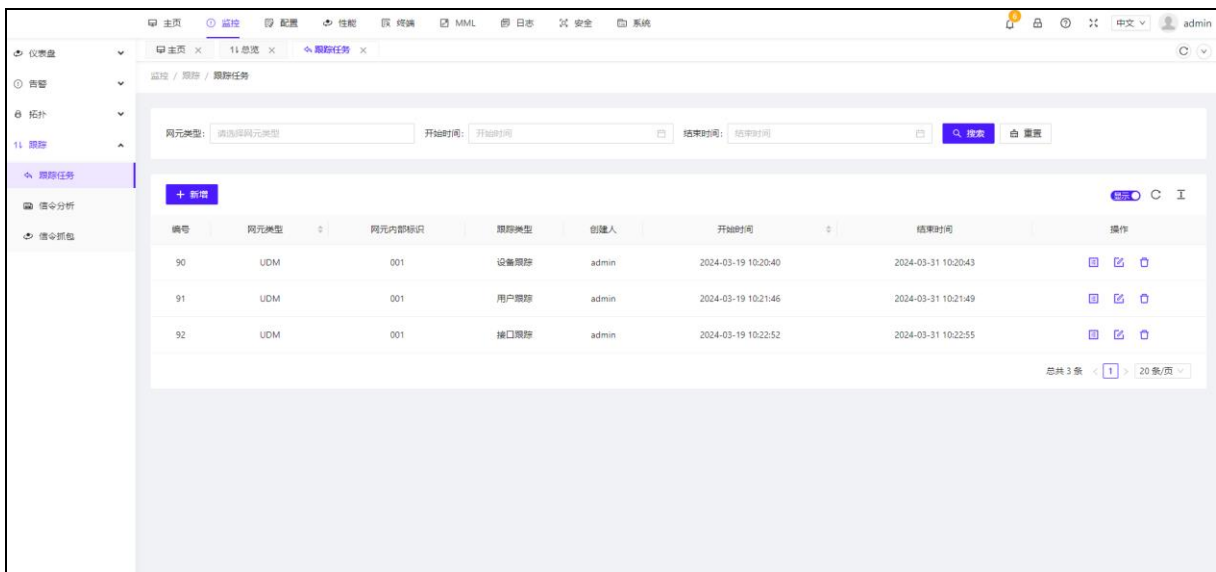 主页 监控 配置 性能 终端 MML 日志 安全 系统 6 中文 admin
仪表盘
告警
拓扑
跟踪
跟踪任务
信令分析
信令抓包
主页 总览 跟踪任务
监控 / 跟踪 / 跟踪任务
网元类型: 请选择网元类型 开始时间: 开始时间 结束时间: 结束时间 搜索 重置
新增 显示
编号 网元类型 网元内部标识 跟踪类型 创建人 开始时间 结束时间 操作
90 UDM 001 设备跟踪 admin 2024-03-19 10:20:40 2024-03-31 10:20:43
91 UDM 001 用户跟踪 admin 2024-03-19 10:21:46 2024-03-31 10:21:49
92 UDM 001 接口跟踪 admin 2024-03-19 10:22:52 2024-03-31 10:22:55
总共 3 条 < 1 > 20 条/页